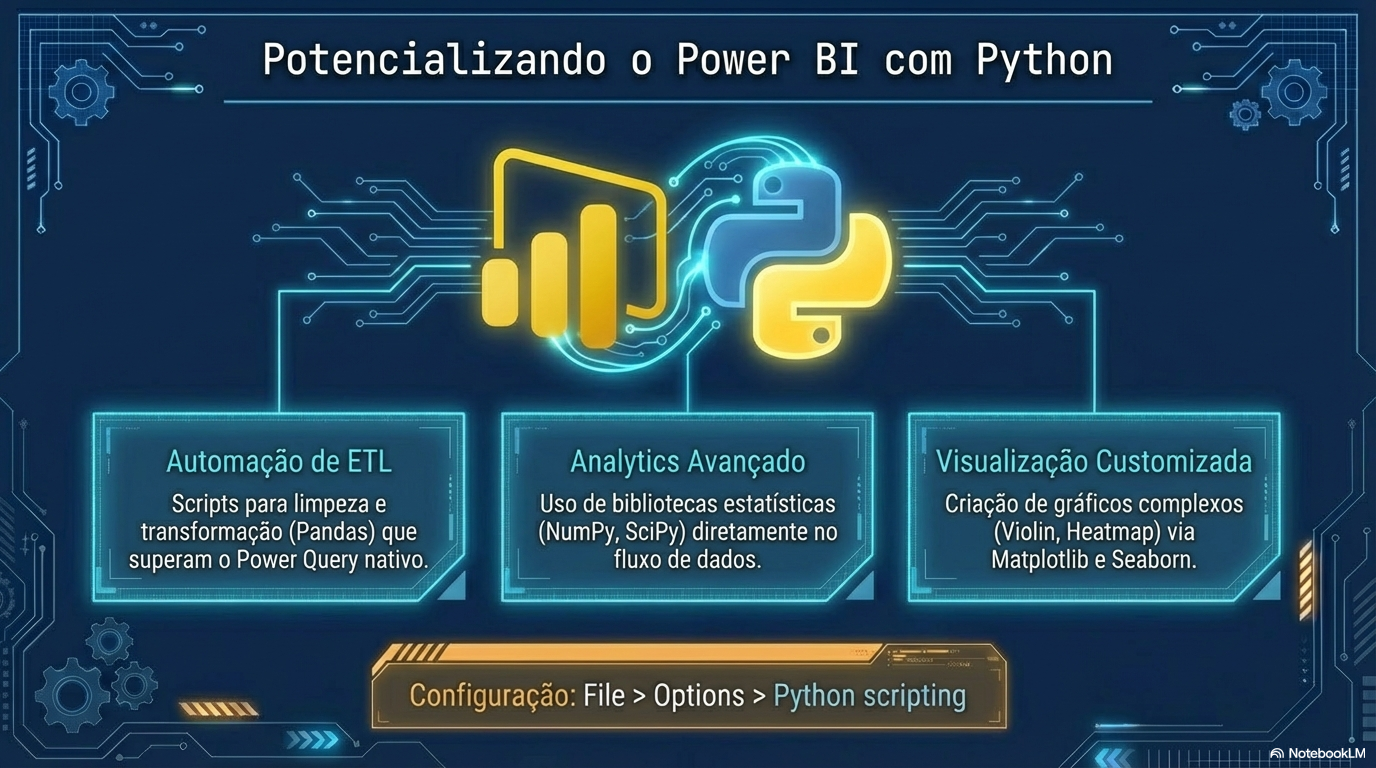 Potencializando o Power BI com Python
Automação de ETL
Scripts para limpeza e
transformação (Pandas) que
superam o Power Query nativo.
Analytics Avançado
Uso de bibliotecas estatísticas
(NumPy, SciPy) diretamente no
fluxo de dados.
Visualização Customizada
Criação de gráficos complexos
(Violin, Heatmap) via
Matplotlib e Seaborn.
Configuração: File > Options > Python scripting
NotebookLM